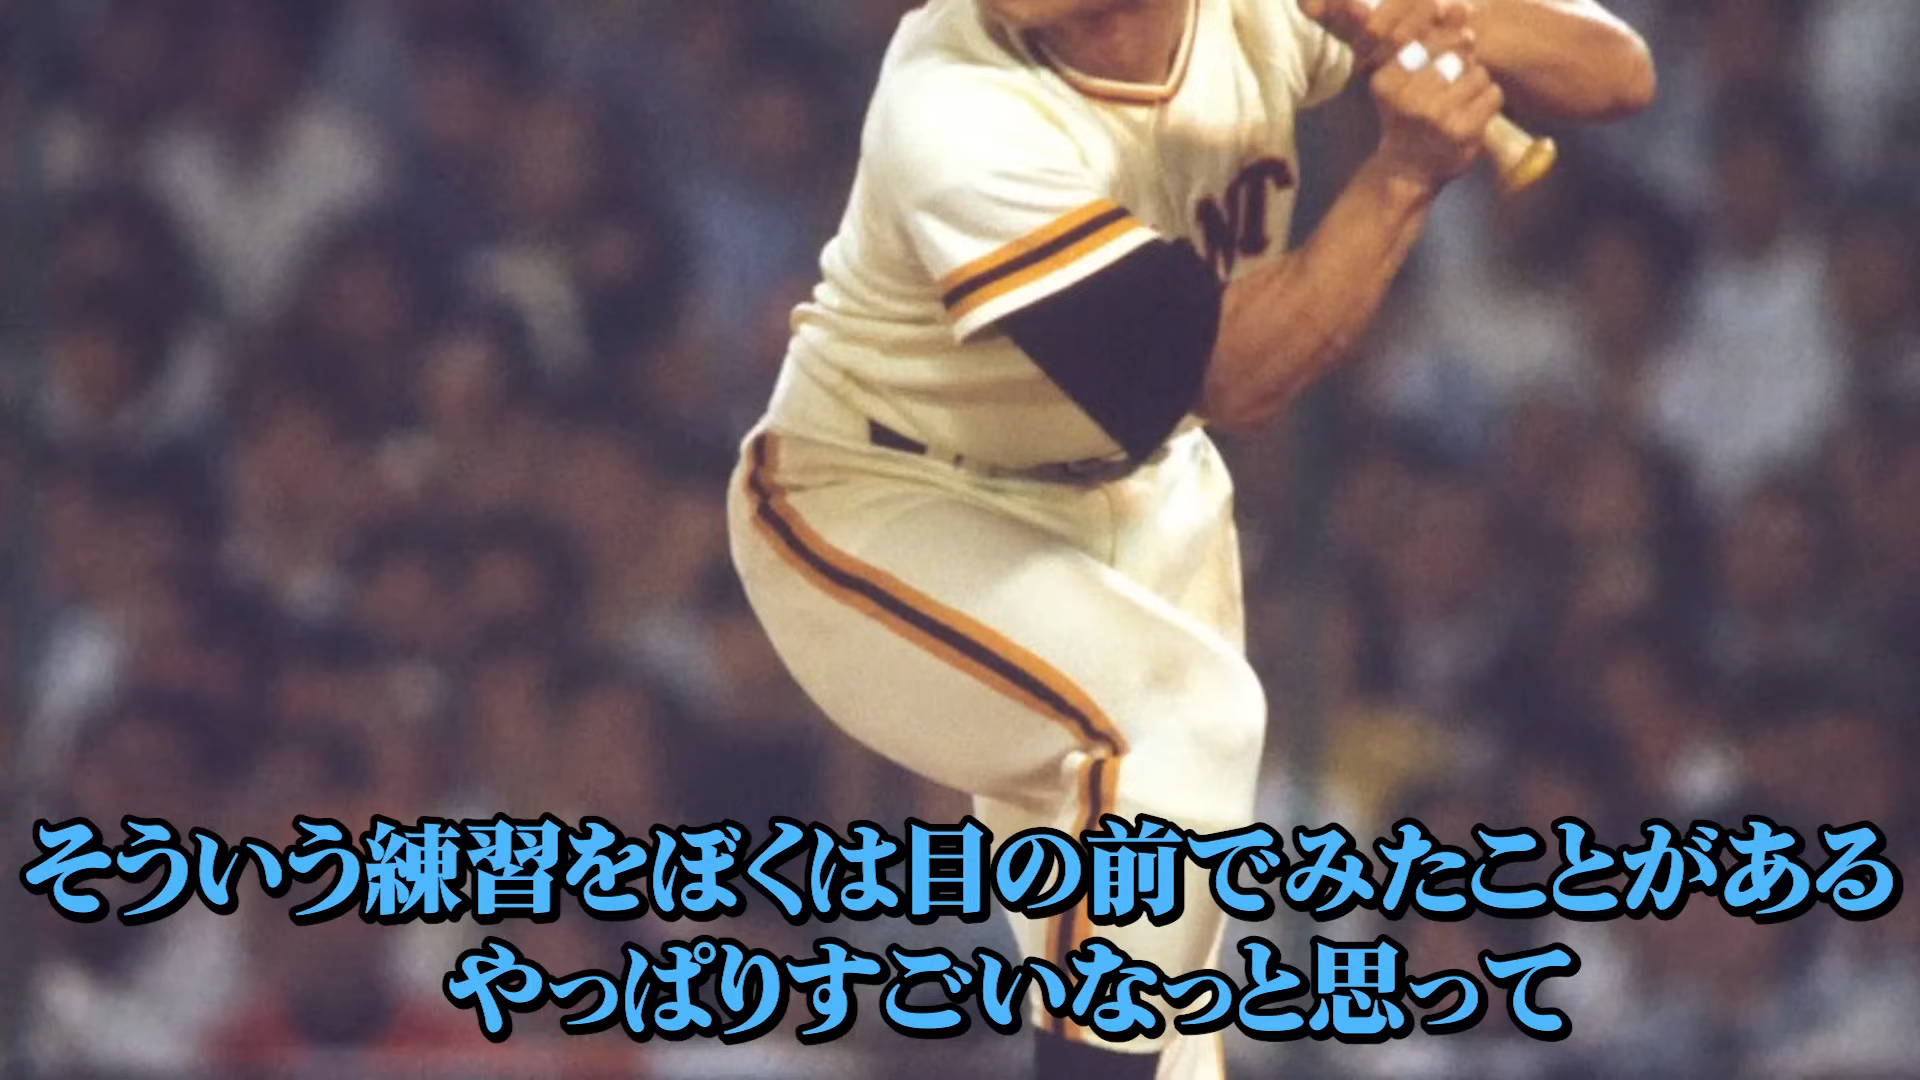 NT
そういう練習をぼくは目の前でみたことがある
やっぱりすごいなっと思って